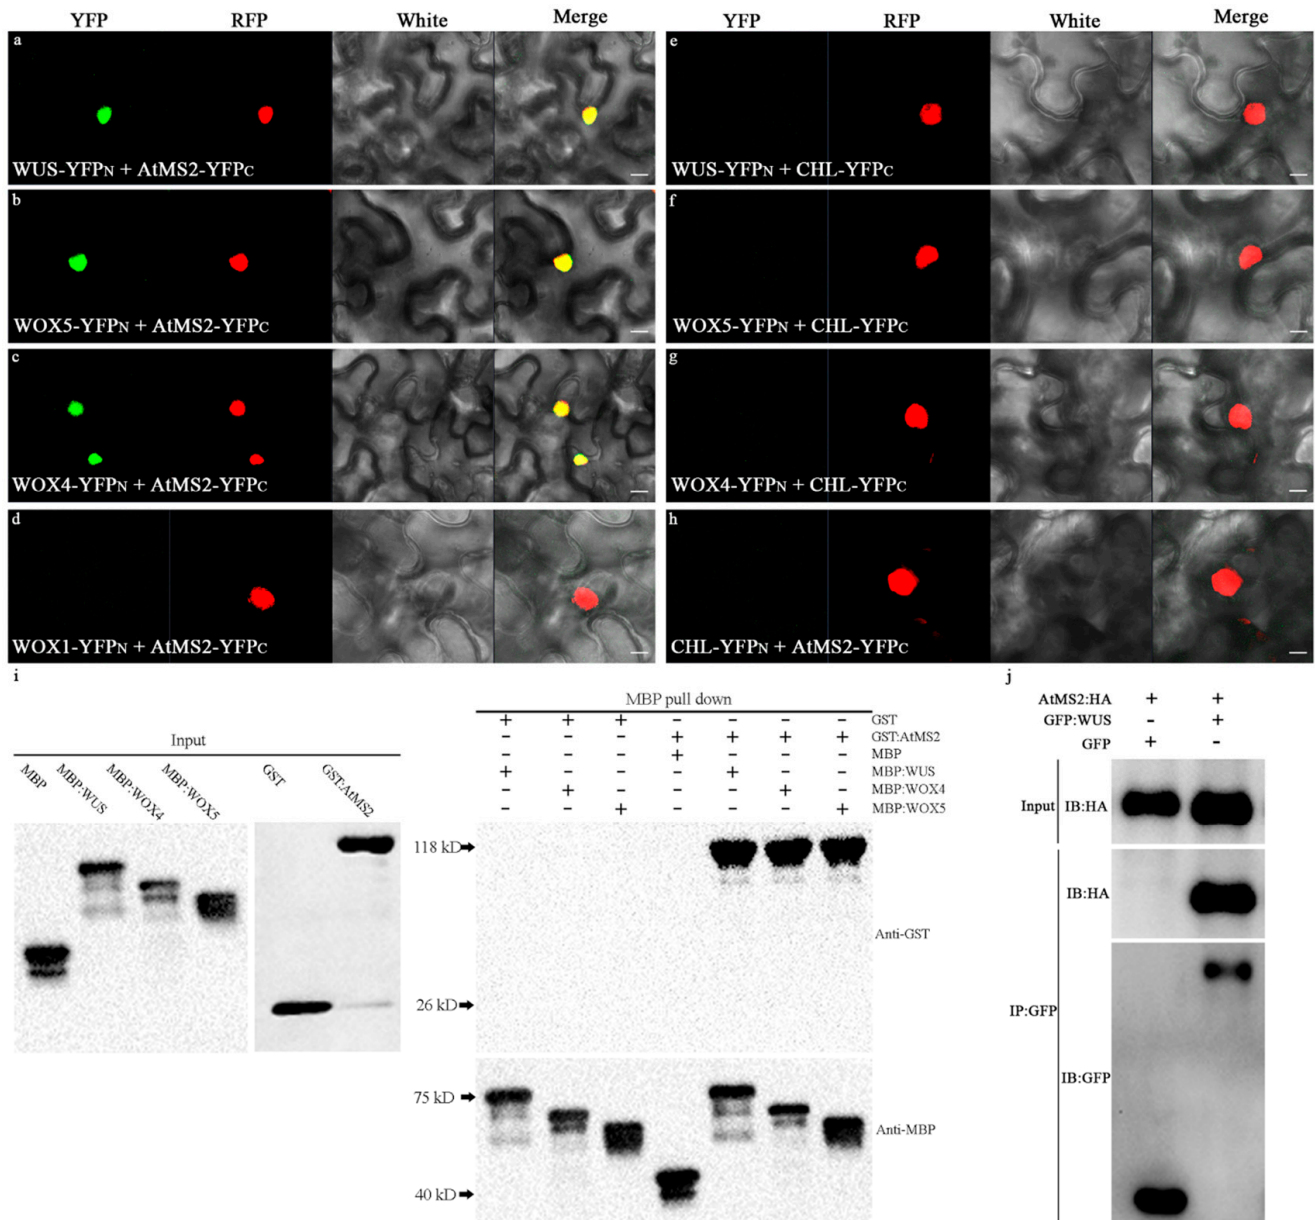 YFP RFP White Merge
YFP RFP White Merge
a
WUS-YFPN + AtMS2-YFPC
e
WUS-YFPN + CHL-YFPC
b
WOX5-YFPN + AtMS2-YFPC
f
WOX5-YFPN + CHL-YFPC
c
WOX4-YFPN + AtMS2-YFPC
g
WOX4-YFPN + CHL-YFPC
d
WOX1-YFPN + AtMS2-YFPC
h
CHL-YFPN + AtMS2-YFPC
i
Input
MBP
MBP:WUS
MBP:WOX4
MBP:WOX5
GST
GST:AtMS2
MBP pull down
+ + + - - - - GST
- - - + + + + GST:AtMS2
- - - + - - - MBP
+ - - - + - - MBP:WUS
- + - - - + - MBP:WOX4
- - + - - - + MBP:WOX5
118 kD
Anti-GST
26 kD
75 kD
Anti-MBP
40 kD
j
AtMS2:HA + +
GFP:WUS - +
GFP + -
Input IB:HA
IB:HA
IP:GFP
IB:GFP